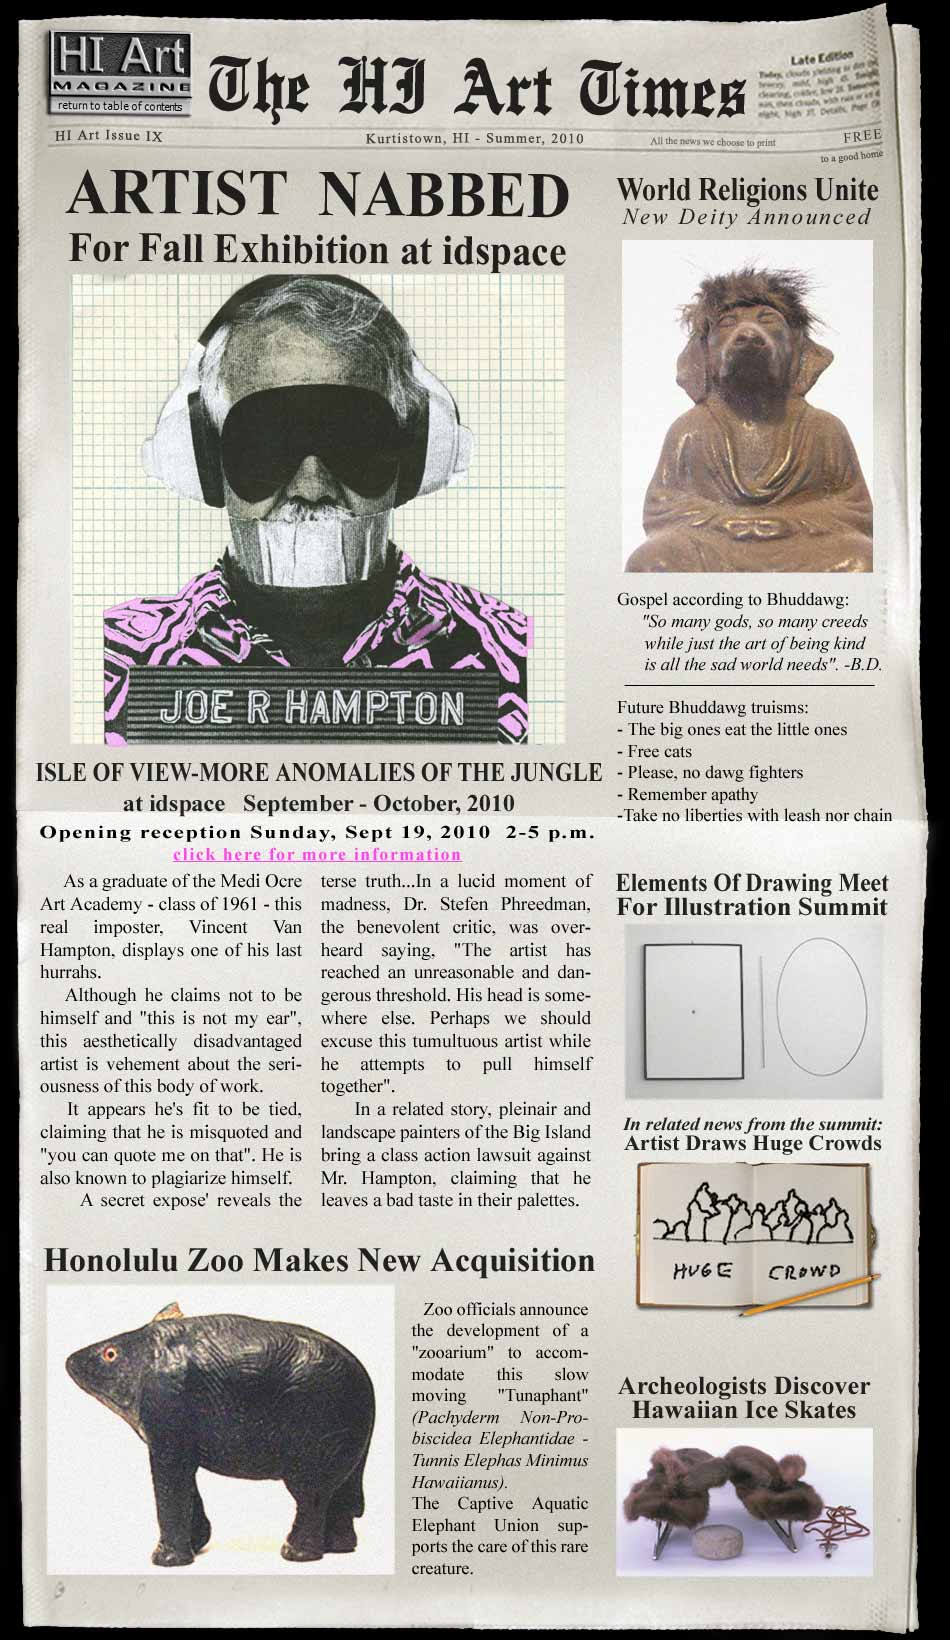 HI Art
MAGAZINE
return to table of contents
The HI Art Times
Late Edition
HI Art Issue IX
Kurtistown, HI - Summer, 2010
All the news we choose to print
FREE
to a good home
ARTIST NABBED
For Fall Exhibition at idspace
JOE R HAMPTON
ISLE OF VIEW-MORE ANOMALIES OF THE JUNGLE
at idspace September - October, 2010
Opening reception Sunday, Sept 19, 2010 2-5 p.m.
click here for more information
As a graduate of the Medi Ocre
Art Academy - class of 1961 - this
real imposter, Vincent Van
Hampton, displays one of his last
hurrahs.
Although he claims not to be
himself and "this is not my ear",
this aesthetically disadvantaged
artist is vehement about the seri-
ousness of this body of work.
It appears he's fit to be tied,
claiming that he is misquoted and
"you can quote me on that". He is
also known to plagiarize himself.
A secret expose' reveals the
terse truth...In a lucid moment of
madness, Dr. Stefen Phreedman,
the benevolent critic, was over-
heard saying, "The artist has
reached an unreasonable and dan-
gerous threshold. His head is some-
where else. Perhaps we should
excuse this tumultuous artist while
he attempts to pull himself
together".
In a related story, pleinair and
landscape painters of the Big Island
bring a class action lawsuit against
Mr. Hampton, claiming that he
leaves a bad taste in their palettes.
Honolulu Zoo Makes New Acquisition
Zoo officials announce
the development of a
"zooarium" to accom-
modate this slow
moving "Tunaphant"
(Pachyderm Non-Pro-
biscidea Elephantidae -
Tunnis Elephas Minimus
Hawaiianus).
The Captive Aquatic
Elephant Union sup-
ports the care of this rare
creature.
World Religions Unite
New Deity Announced
Gospel according to Bhuddawg:
"So many gods, so many creeds
while just the art of being kind
is all the sad world needs". -B.D.
Future Bhuddawg truisms:
- The big ones eat the little ones
- Free cats
- Please, no dawg fighters
- Remember apathy
-Take no liberties with leash nor chain
Elements Of Drawing Meet
For Illustration Summit
In related news from the summit:
Artist Draws Huge Crowds
HUGE CROWD
Archeologists Discover
Hawaiian Ice Skates